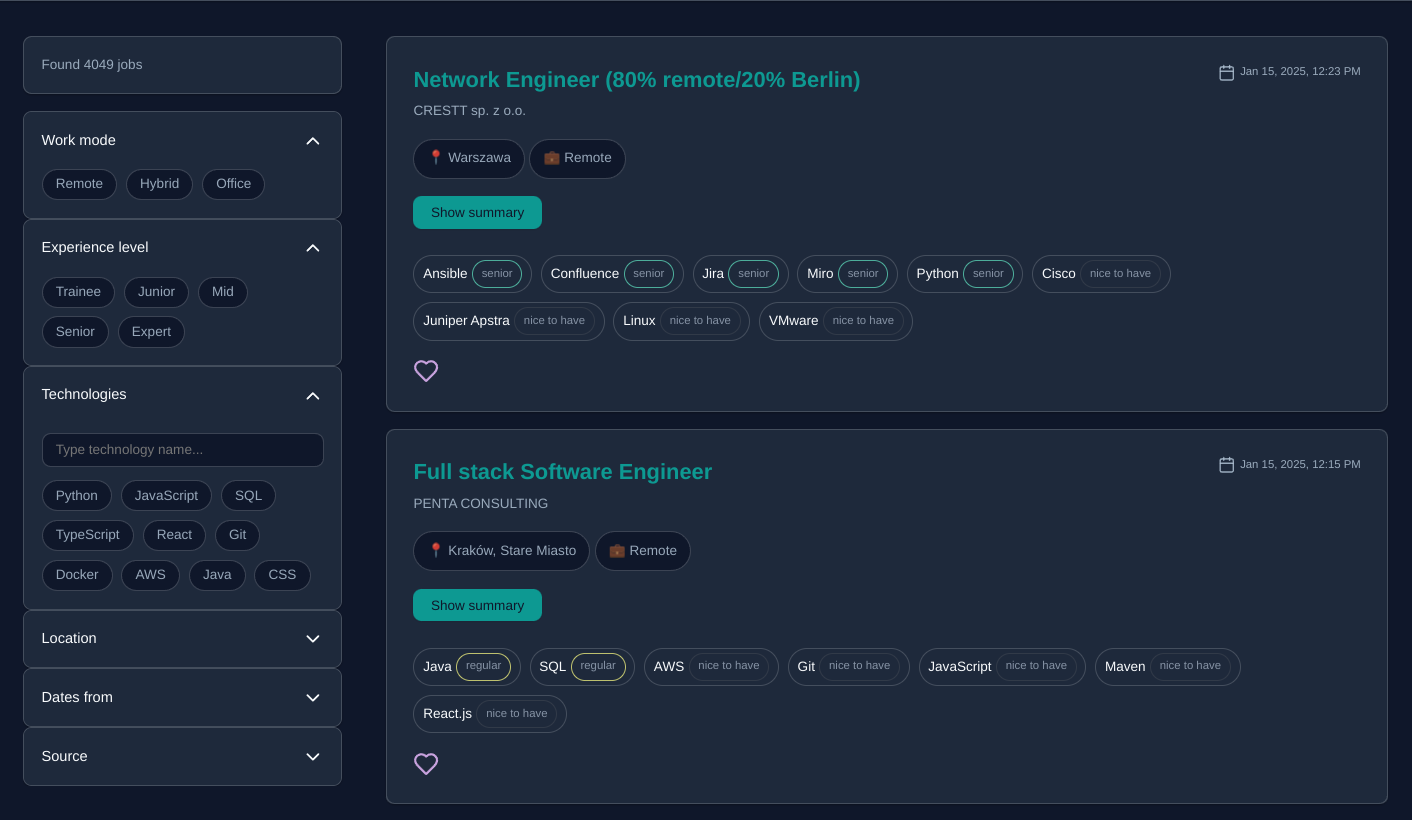 Found 4049 jobs
Work mode
Remote Hybrid Office
Experience level
Trainee Junior Mid
Senior Expert
Technologies
Type technology name...
Python JavaScript SQL
TypeScript React Git
Docker AWS Java CSS
Location
Dates from
Source
Network Engineer (80% remote/20% Berlin)
Jan 15, 2025, 12:23 PM
CRESTT sp. z o.o.
Warszawa Remote
Show summary
Ansible senior Confluence senior Jira senior Miro senior Python senior Cisco nice to have
Juniper Apstra nice to have Linux nice to have VMware nice to have
Full stack Software Engineer
Jan 15, 2025, 12:15 PM
PENTA CONSULTING
Kraków, Stare Miasto Remote
Show summary
Java regular SQL regular AWS nice to have Git nice to have JavaScript nice to have Maven nice to have
React.js nice to have